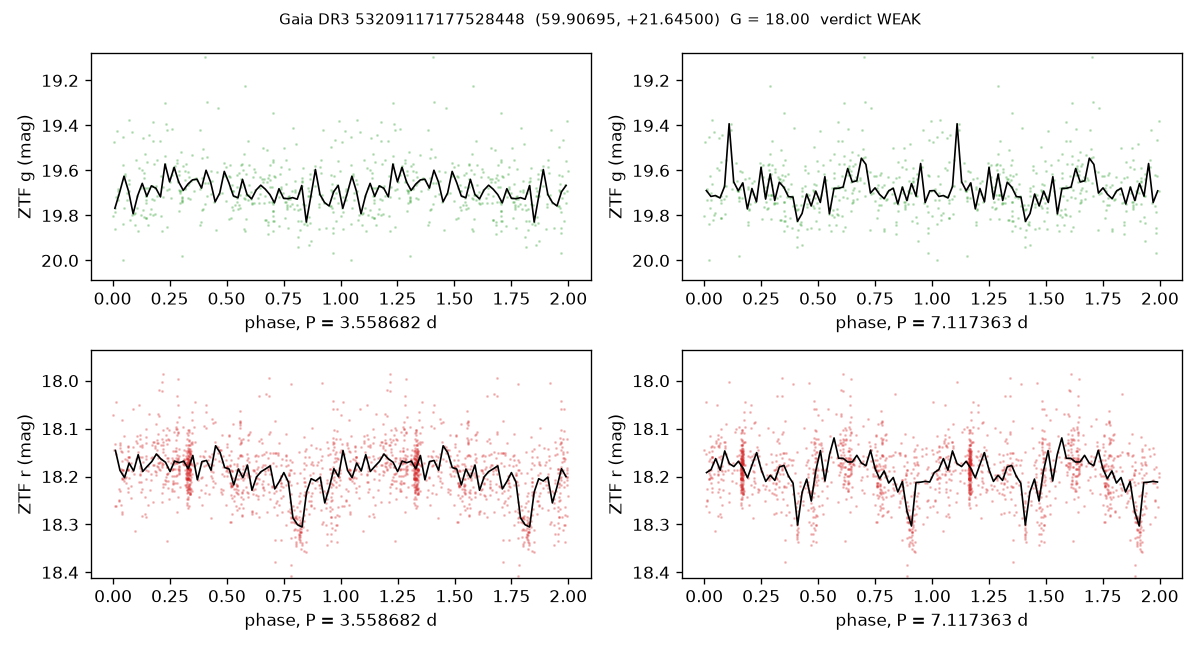 Gaia DR3 53209117177528448  (59.90695, +21.64500)  G = 18.00  verdict WEAK
ZTF g (mag)
19.2
19.4
19.6
19.8
20.0
0.00 0.25 0.50 0.75 1.00 1.25 1.50 1.75 2.00
phase, P = 3.558682 d
ZTF g (mag)
19.2
19.4
19.6
19.8
20.0
0.00 0.25 0.50 0.75 1.00 1.25 1.50 1.75 2.00
phase, P = 7.117363 d
ZTF r (mag)
18.0
18.1
18.2
18.3
18.4
0.00 0.25 0.50 0.75 1.00 1.25 1.50 1.75 2.00
phase, P = 3.558682 d
ZTF r (mag)
18.0
18.1
18.2
18.3
18.4
0.00 0.25 0.50 0.75 1.00 1.25 1.50 1.75 2.00
phase, P = 7.117363 d